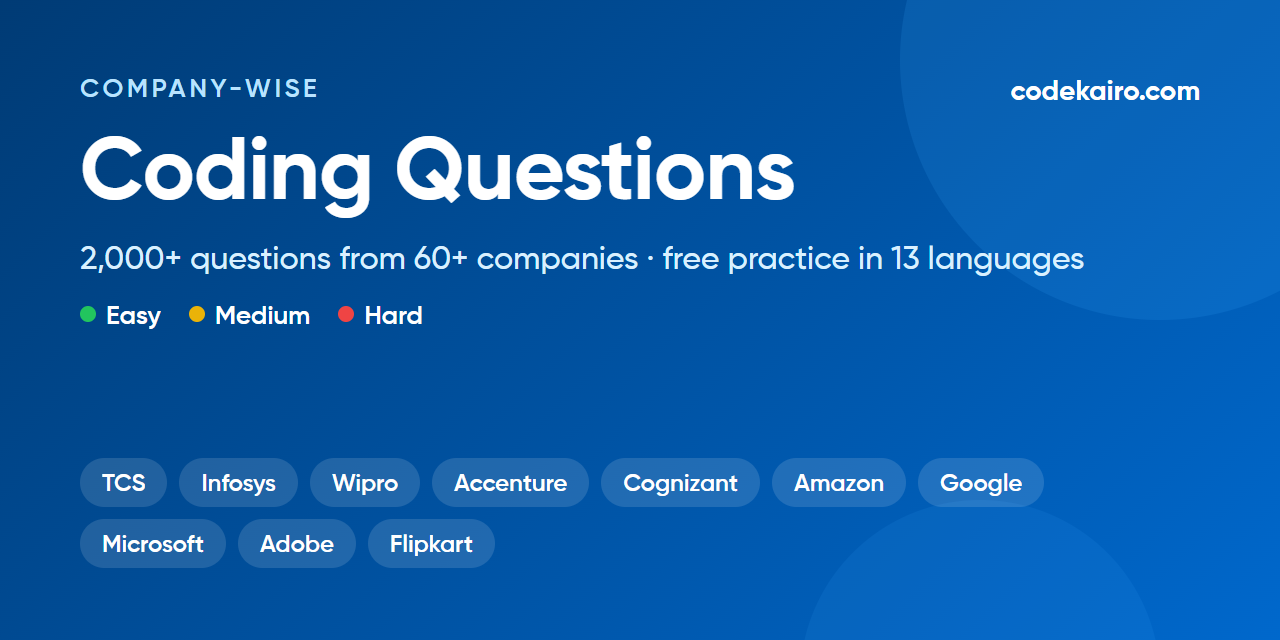 COMPANY-WISE
codekairo.com
Coding Questions
2,000+ questions from 60+ companies · free practice in 13 languages
Easy Medium Hard
TCS Infosys Wipro Accenture Cognizant Amazon Google
Microsoft Adobe Flipkart